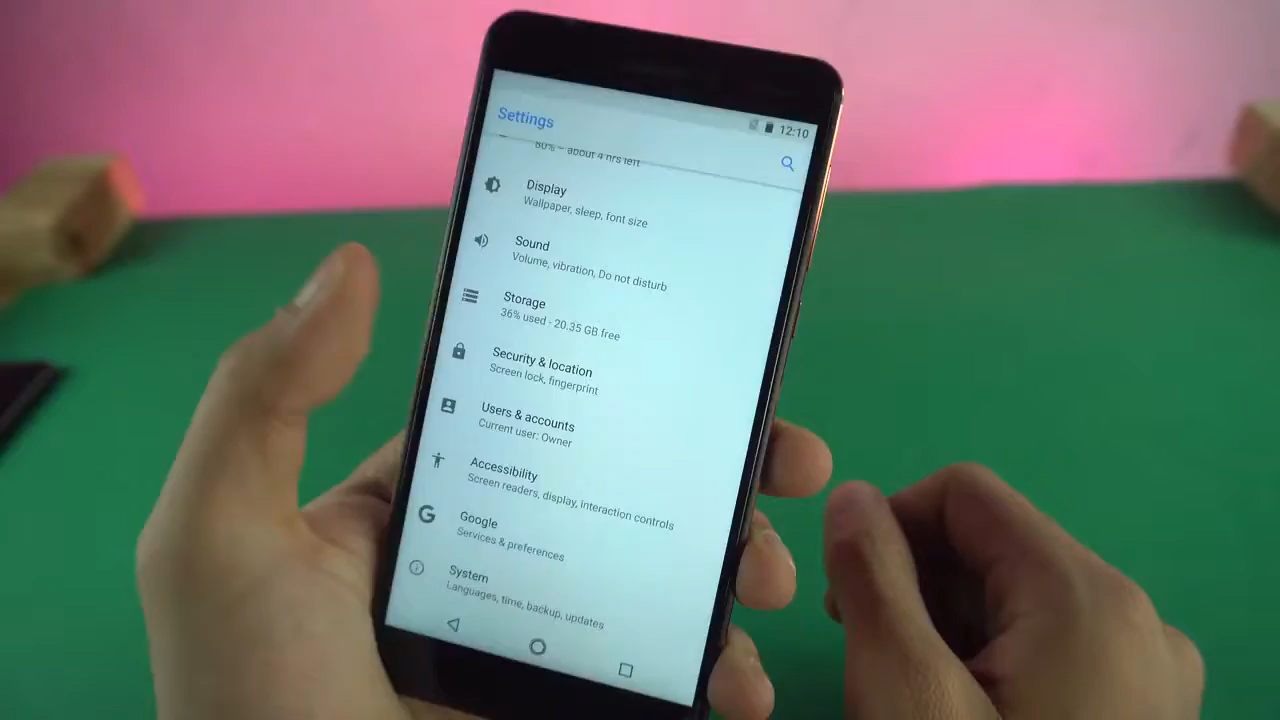 12:10
Settings
80% - about 4 hrs left
Display
Wallpaper, sleep, font size
Sound
Volume, vibration, Do not disturb
Storage
36% used - 20.35 GB free
Security & location
Screen lock, fingerprint
Users & accounts
Current user: Owner
Accessibility
Screen readers, display, interaction controls
Google
Services & preferences
System
Languages, time, backup, updates